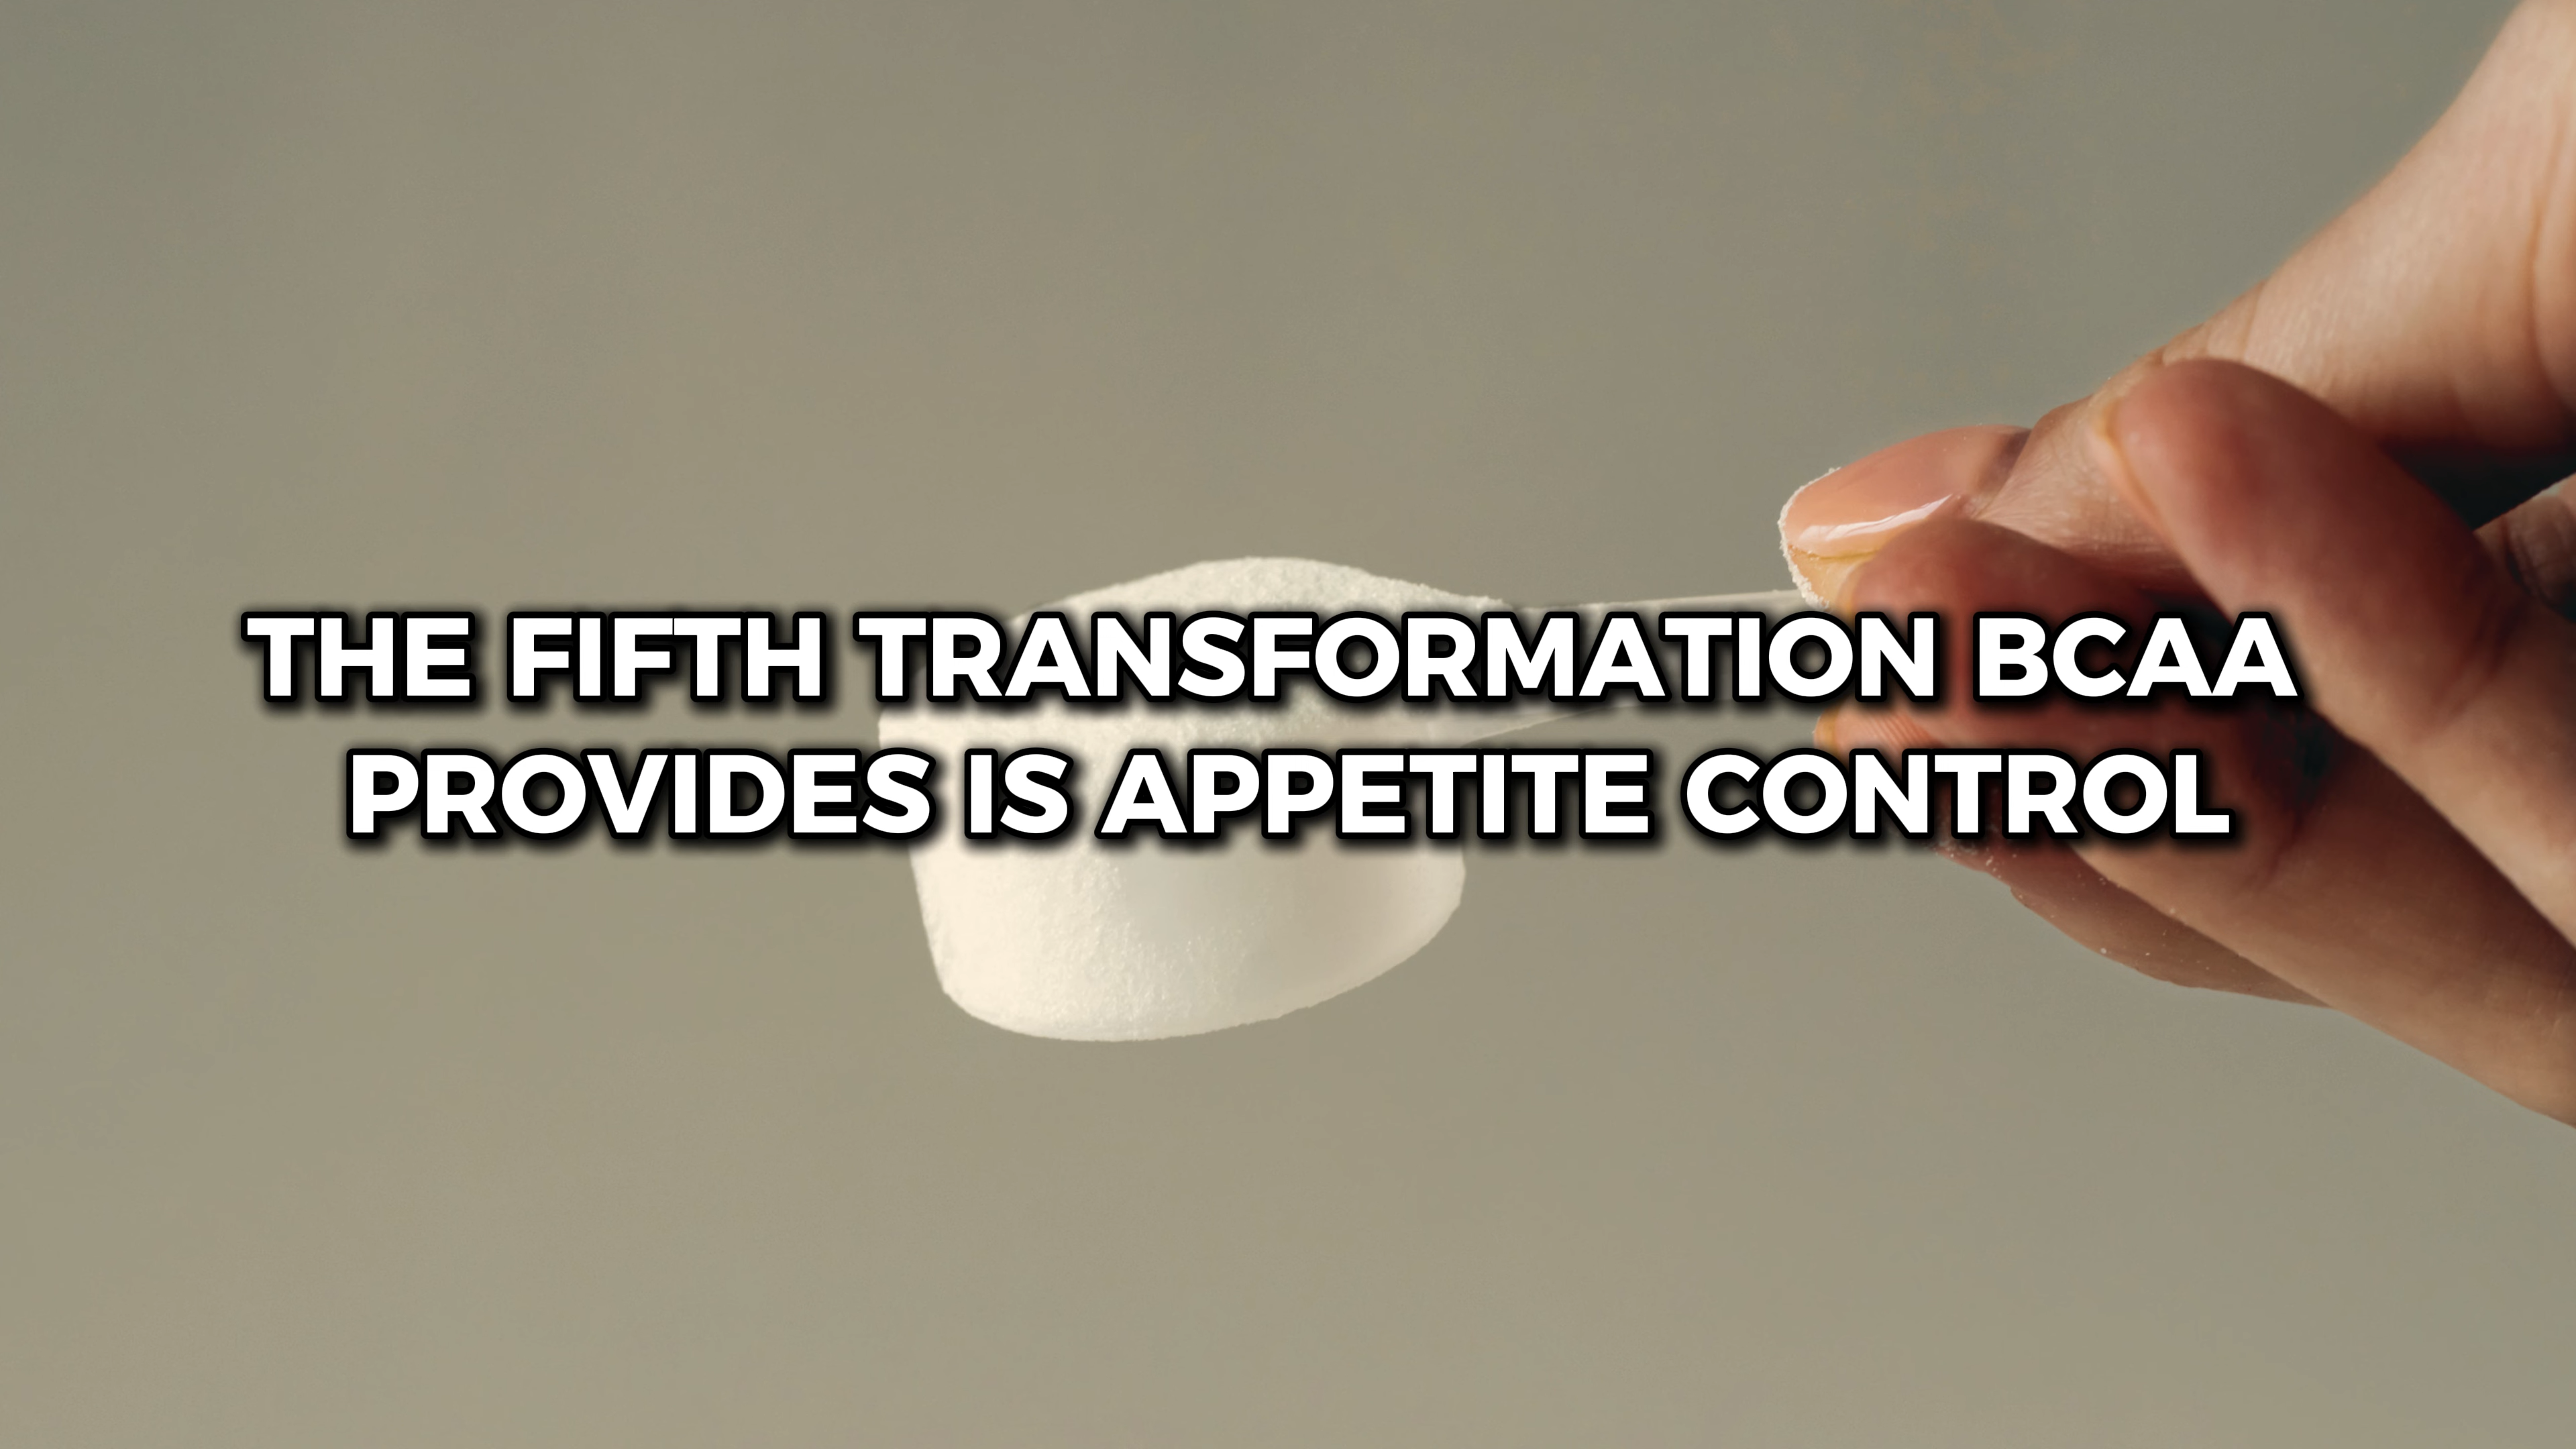 THE FIFTH TRANSFORMATION BCAA
PROVIDES IS APPETITE CONTROL